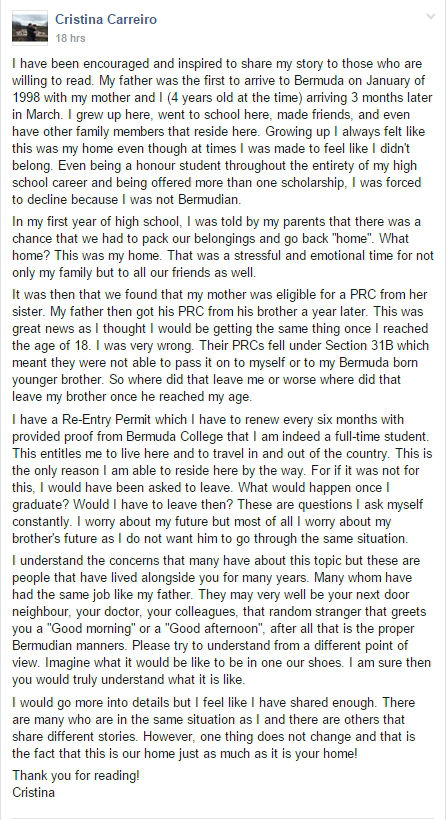 Cristina Carreiro
18 hrs
I have been encouraged and inspired to share my story to those who are
willing to read. My father was the first to arrive to Bermuda on January of
1998 with my mother and I (4 years old at the time) arriving 3 months later
in March. I grew up here, went to school here, made friends, and even
have other family members that reside here. Growing up I always felt like
this was my home even though at times I was made to feel like I didn't
belong. Even being a honour student throughout the entirety of my high
school career and being offered more than one scholarship, I was forced
to decline because I was not Bermudian.
In my first year of high school, I was told by my parents that there was a
chance that we had to pack our belongings and go back "home". What
home? This was my home. That was a stressful and emotional time for not
only my family but to all our friends as well.
It was then that we found that my mother was eligible for a PRC from her
sister. My father then got his PRC from his brother a year later. This was
great news as I thought I would be getting the same thing once I reached
the age of 18. I was very wrong. Their PRCs fell under Section 31B which
meant they were not able to pass it on to myself or to my Bermuda born
younger brother. So where did that leave me or worse where did that
leave my brother once he reached my age.
I have a Re-Entry Permit which I have to renew every six months with
provided proof from Bermuda College that I am indeed a full-time student.
This entitles me to live here and to travel in and out of the country. This is
the only reason I am able to reside here by the way. For if it was not for
this, I would have been asked to leave. What would happen once I
graduate? Would I have to leave then? These are questions I ask myself
constantly. I worry about my future but most of all I worry about my
brother's future as I do not want him to go through the same situation.
I understand the concerns that many have about this topic but these are
people that have lived alongside you for many years. Many whom have
had the same job like my father. They may very well be your next door
neighbour, your doctor, your colleagues, that random stranger that greets
you a "Good morning" or a "Good afternoon", after all that is the proper
Bermudian manners. Please try to understand from a different point of
view. Imagine what it would be like to be in one our shoes. I am sure then
you would truly understand what it is like.
I would go more into details but I feel like I have shared enough. There
are many who are in the same situation as I and there are others that
share different stories. However, one thing does not change and that is
the fact that this is our home just as much as it is your home!
Thank you for reading!
Cristina